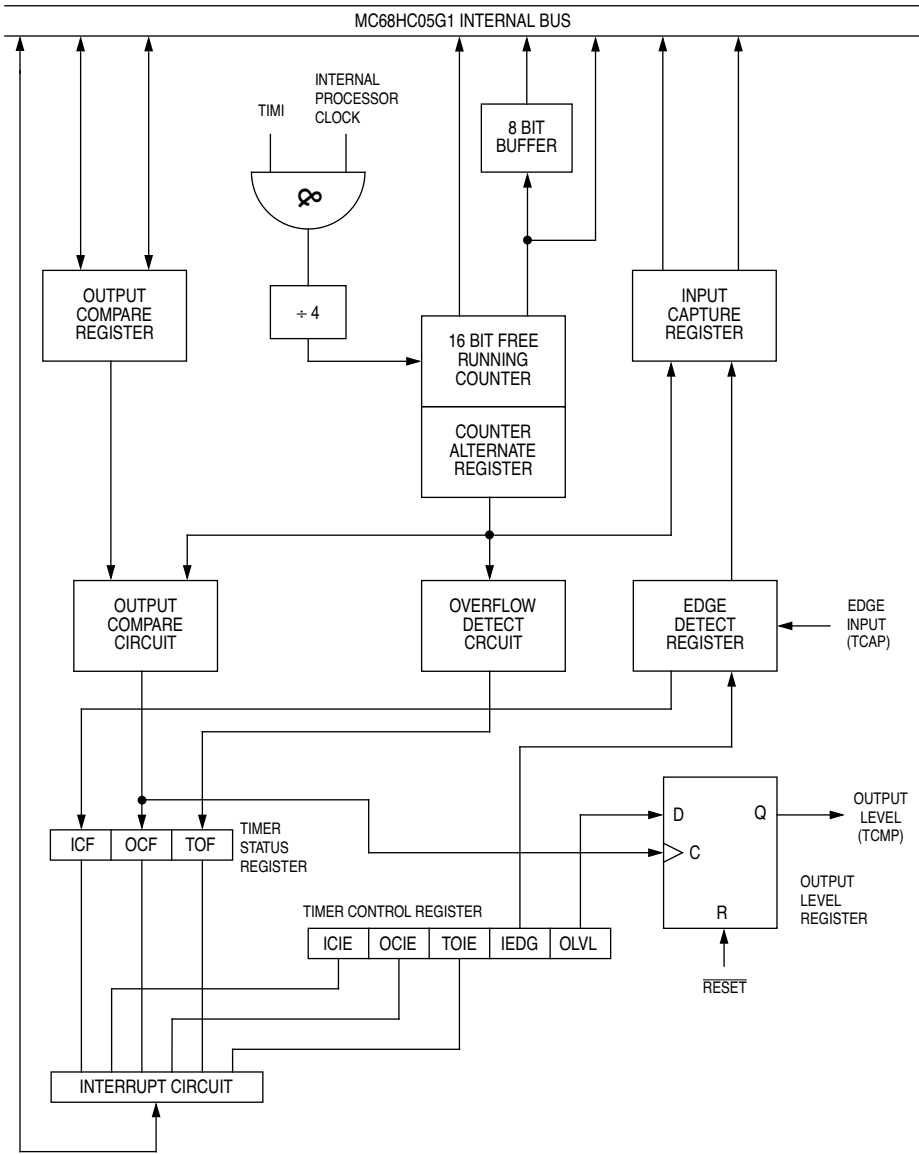 MC68HC05G1 INTERNAL BUS
TIMI
INTERNAL
PROCESSOR
CLOCK
8 BIT
BUFFER
&
OUTPUT
COMPARE
REGISTER
÷ 4
16 BIT FREE
RUNNING
COUNTER
INPUT
CAPTURE
REGISTER
COUNTER
ALTERNATE
REGISTER
OUTPUT
COMPARE
CIRCUIT
OVERFLOW
DETECT
CRCUIT
EDGE
DETECT
REGISTER
EDGE
INPUT
(TCAP)
ICF OCF TOF
TIMER
STATUS
REGISTER
D Q
C
R
OUTPUT
LEVEL
(TCMP)
OUTPUT
LEVEL
REGISTER
TIMER CONTROL REGISTER
ICIE OCIE TOIE IEDG OLVL
RESET
INTERRUPT CIRCUIT